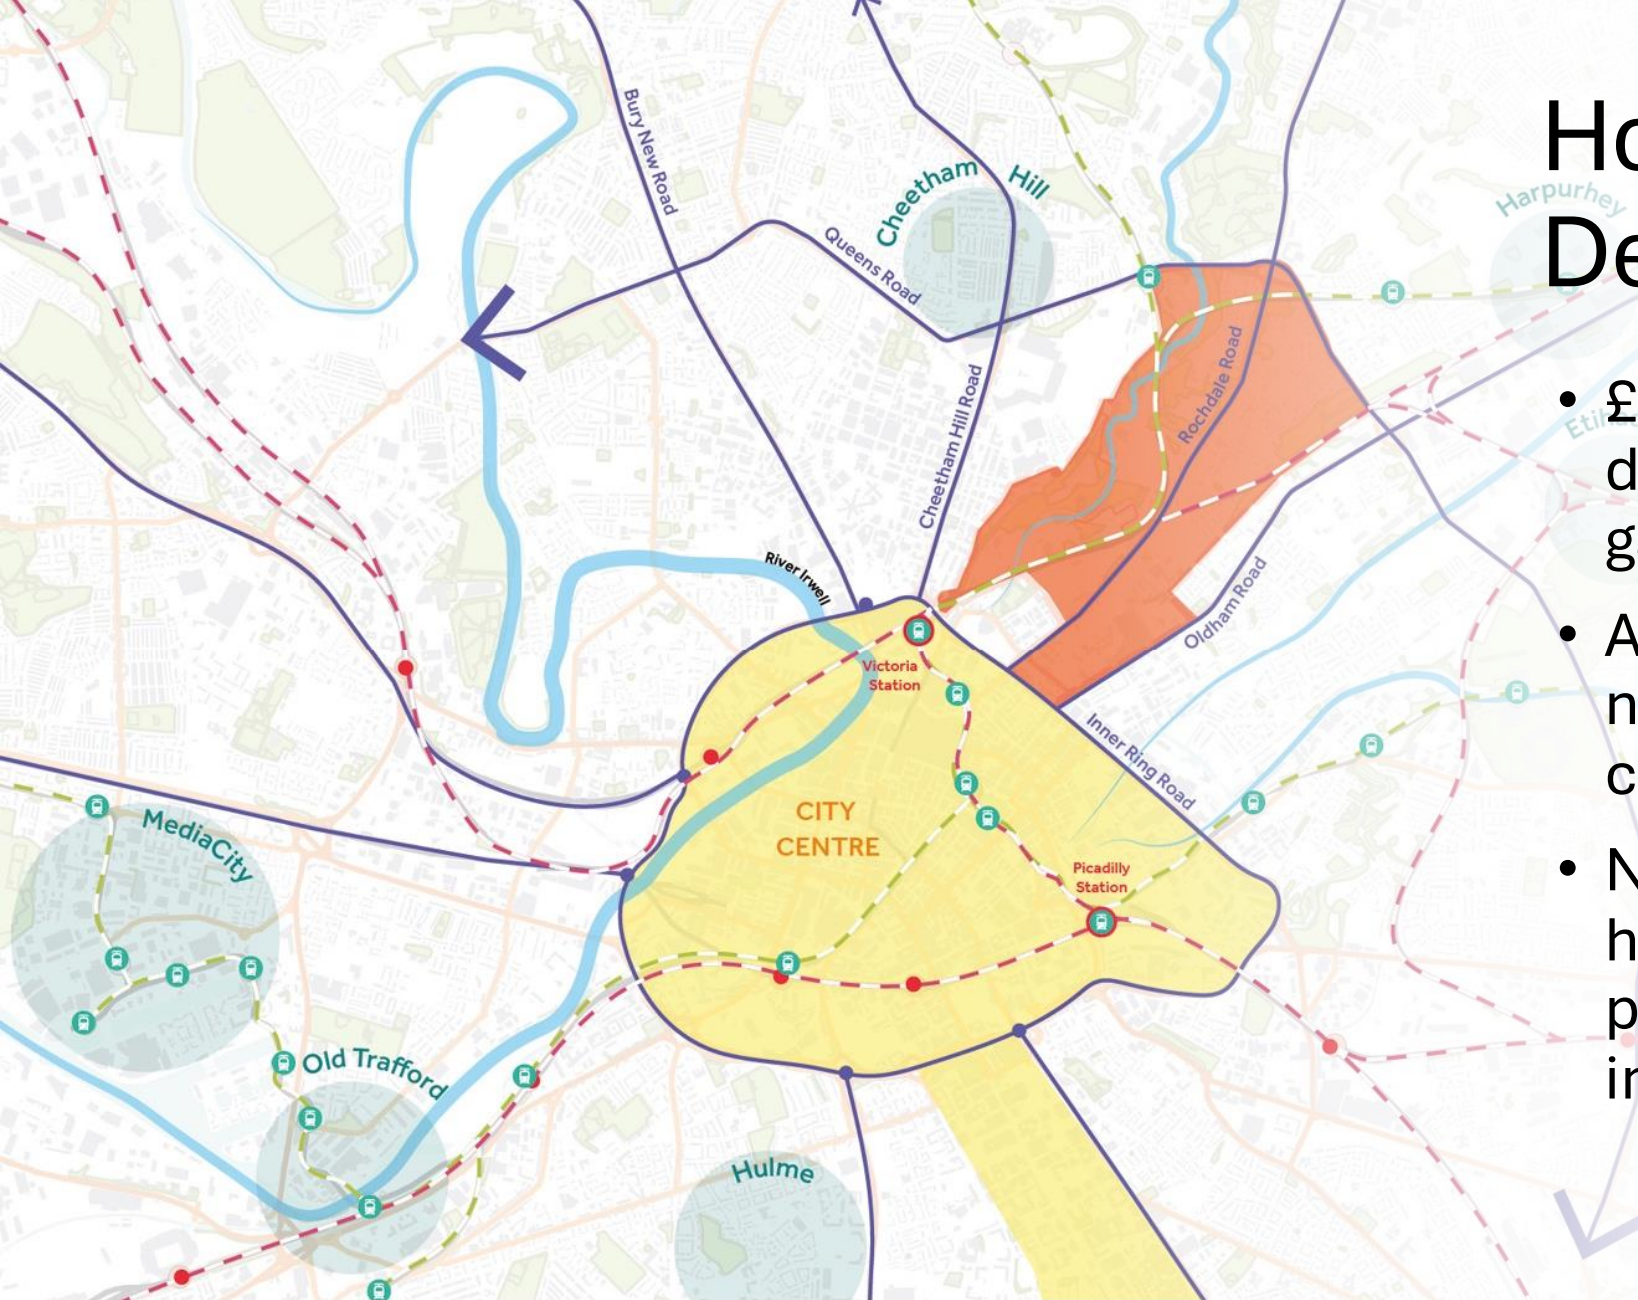 Bury New Road
Cheetham Hill
Harpurhey
Queens Road
Rochdale Road
Cheetham Hill Road
River Irwell
Oldham Road
Victoria
Station
Inner Ring Road
CITY
CENTRE
Picadilly
Station
MediaCity
Old Trafford
Hulme
Ho
De
• £
d
g
• A
n
c
• N
h
p